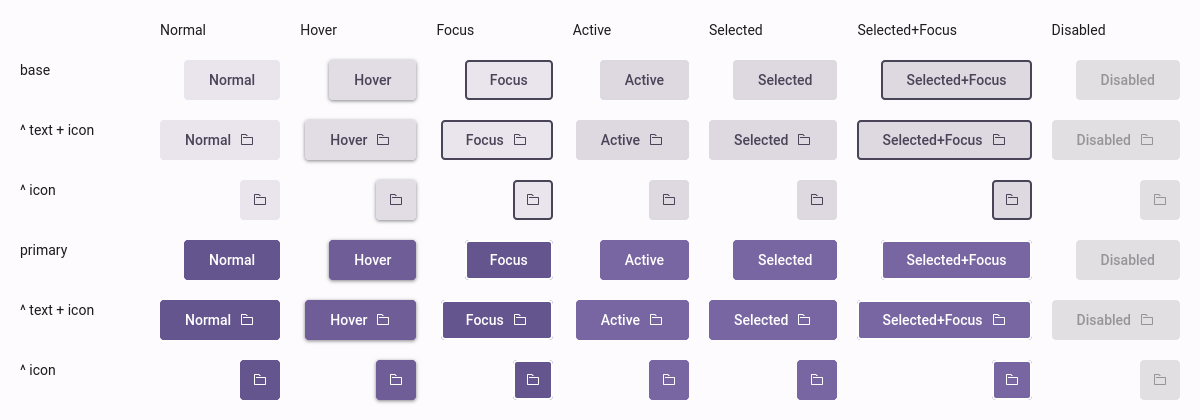 Normal Hover Focus Active Selected Selected+Focus Disabled
base Normal Hover Focus Active Selected Selected+Focus Disabled
^ text + icon Normal Hover Focus Active Selected Selected+Focus Disabled
^ icon
primary Normal Hover Focus Active Selected Selected+Focus Disabled
^ text + icon Normal Hover Focus Active Selected Selected+Focus Disabled
^ icon